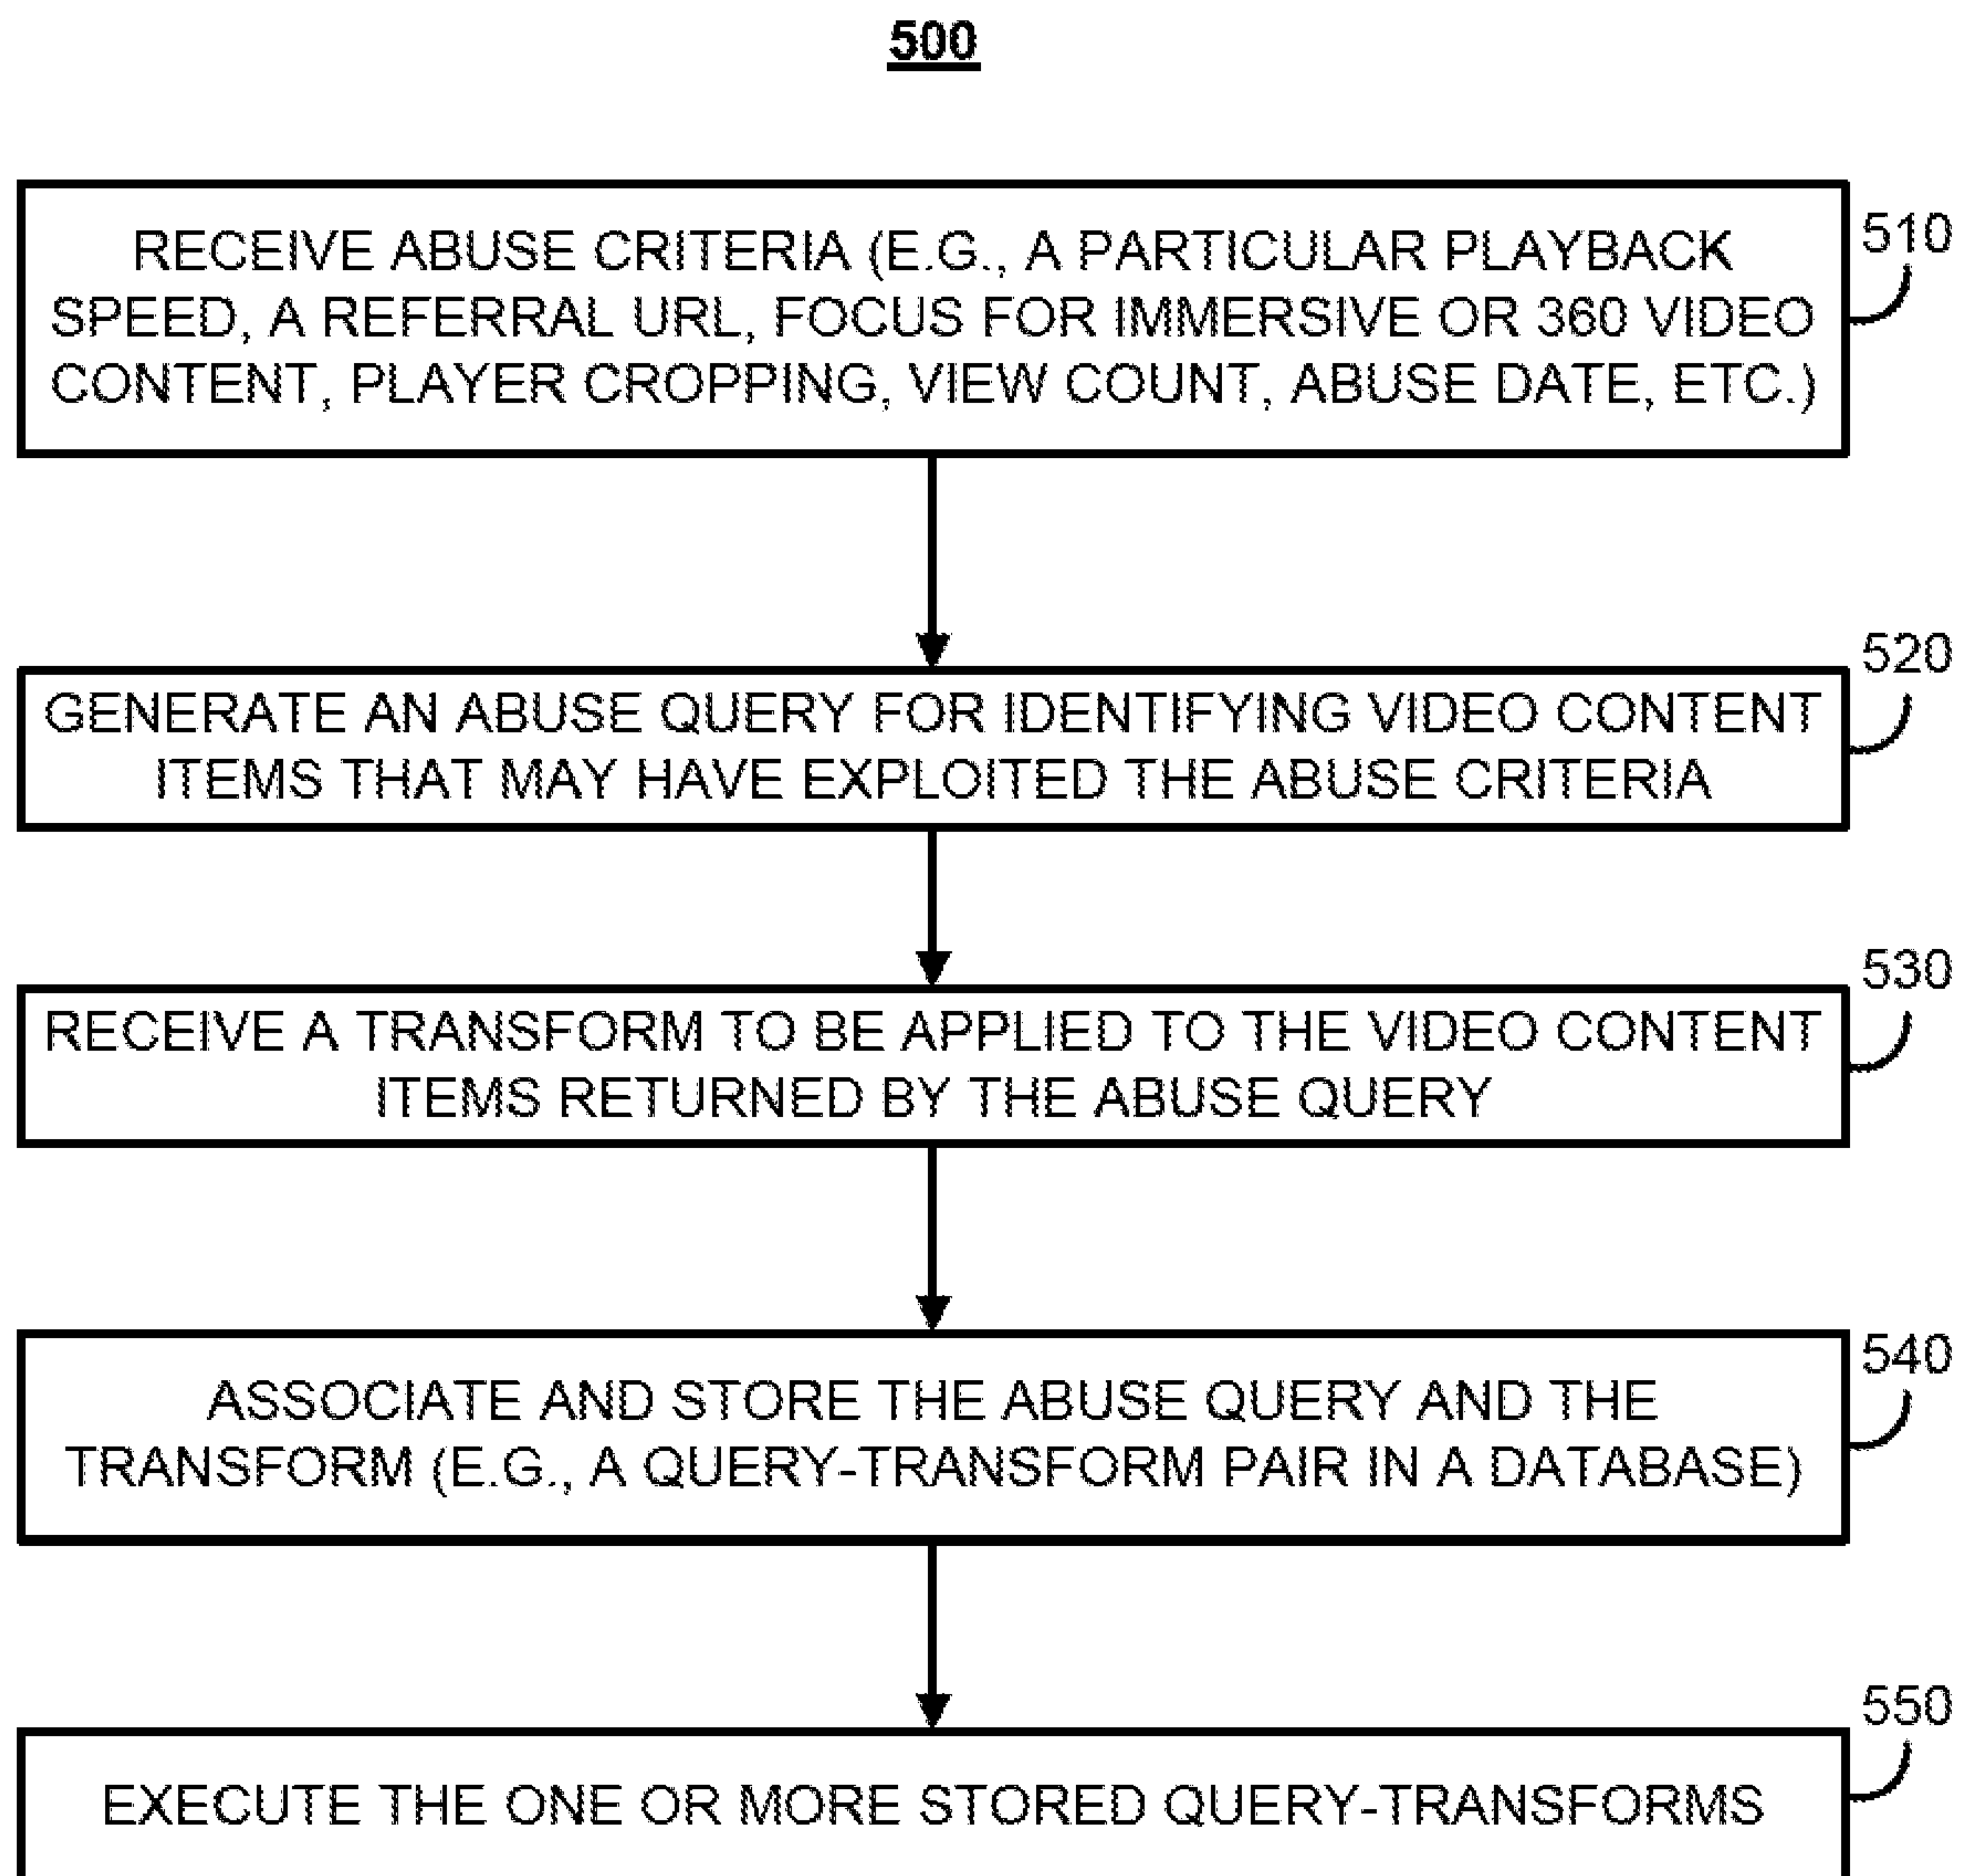 500
RECEIVE ABUSE CRITERIA (E.G., A PARTICULAR PLAYBACK
SPEED, A REFERRAL URL, FOCUS FOR IMMERSIVE OR 360 VIDEO
CONTENT, PLAYER CROPPING, VIEW COUNT, ABUSE DATE, ETC.)
510
GENERATE AN ABUSE QUERY FOR IDENTIFYING VIDEO CONTENT
ITEMS THAT MAY HAVE EXPLOITED THE ABUSE CRITERIA
520
RECEIVE A TRANSFORM TO BE APPLIED TO THE VIDEO CONTENT
ITEMS RETURNED BY THE ABUSE QUERY
530
ASSOCIATE AND STORE THE ABUSE QUERY AND THE
TRANSFORM (E.G., A QUERY-TRANSFORM PAIR IN A DATABASE)
540
EXECUTE THE ONE OR MORE STORED QUERY-TRANSFORMS
550